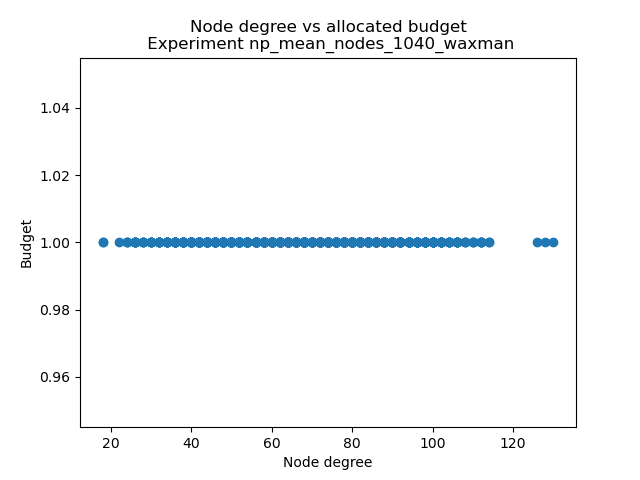 Node degree vs allocated budget
Experiment np_mean_nodes_1040_waxman
1.04
1.02
1.00
0.98
0.96
Budget
20
40
60
80
100
120
Node degree